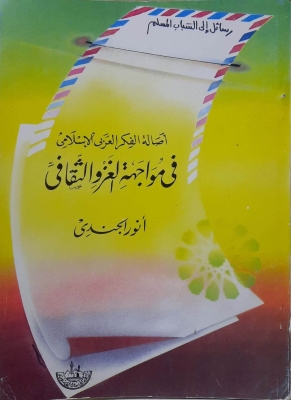 رسائل إلى الشباب المسلم
أصالة الفكر العربي الإسلامي
في مواجهة الغزو الثقافي
أنور الجندي